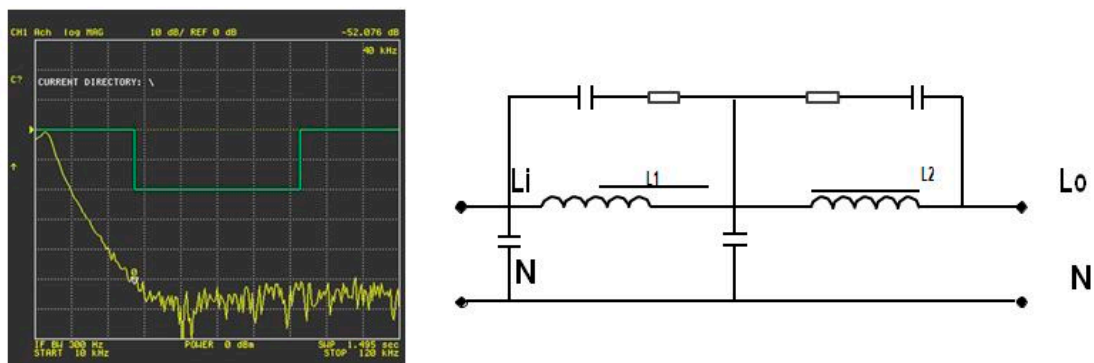 CH1 Ach log MAG 10 dB/ REF 0 dB -52.076 dB
40 kHz
C?
CURRENT DIRECTORY: \
0
IF BW 300 Hz POWER 0 dBm SWP 1.495 sec
START 10 kHz STOP 120 kHz
L1
L2
Li
Lo
N
N